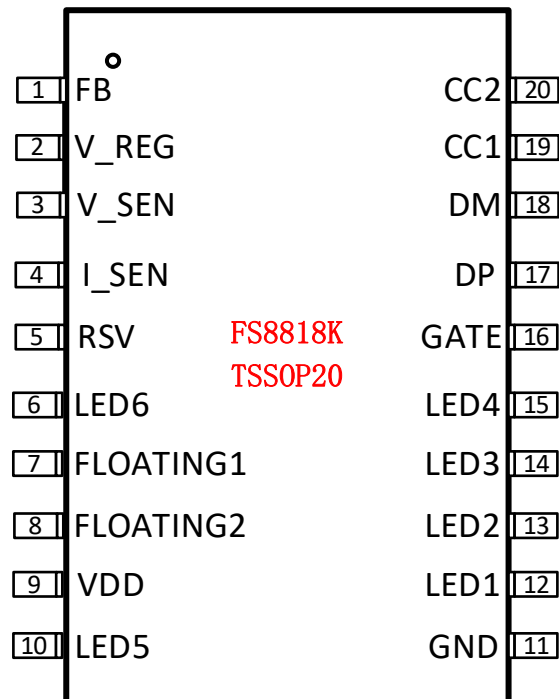 1 FB CC2 20
2 V_REG CC1 19
3 V_SEN DM 18
4 I_SEN DP 17
5 RSV FS8818K GATE 16
TSSOP20
6 LED6 LED4 15
7 FLOATING1 LED3 14
8 FLOATING2 LED2 13
9 VDD LED1 12
10 LED5 GND 11